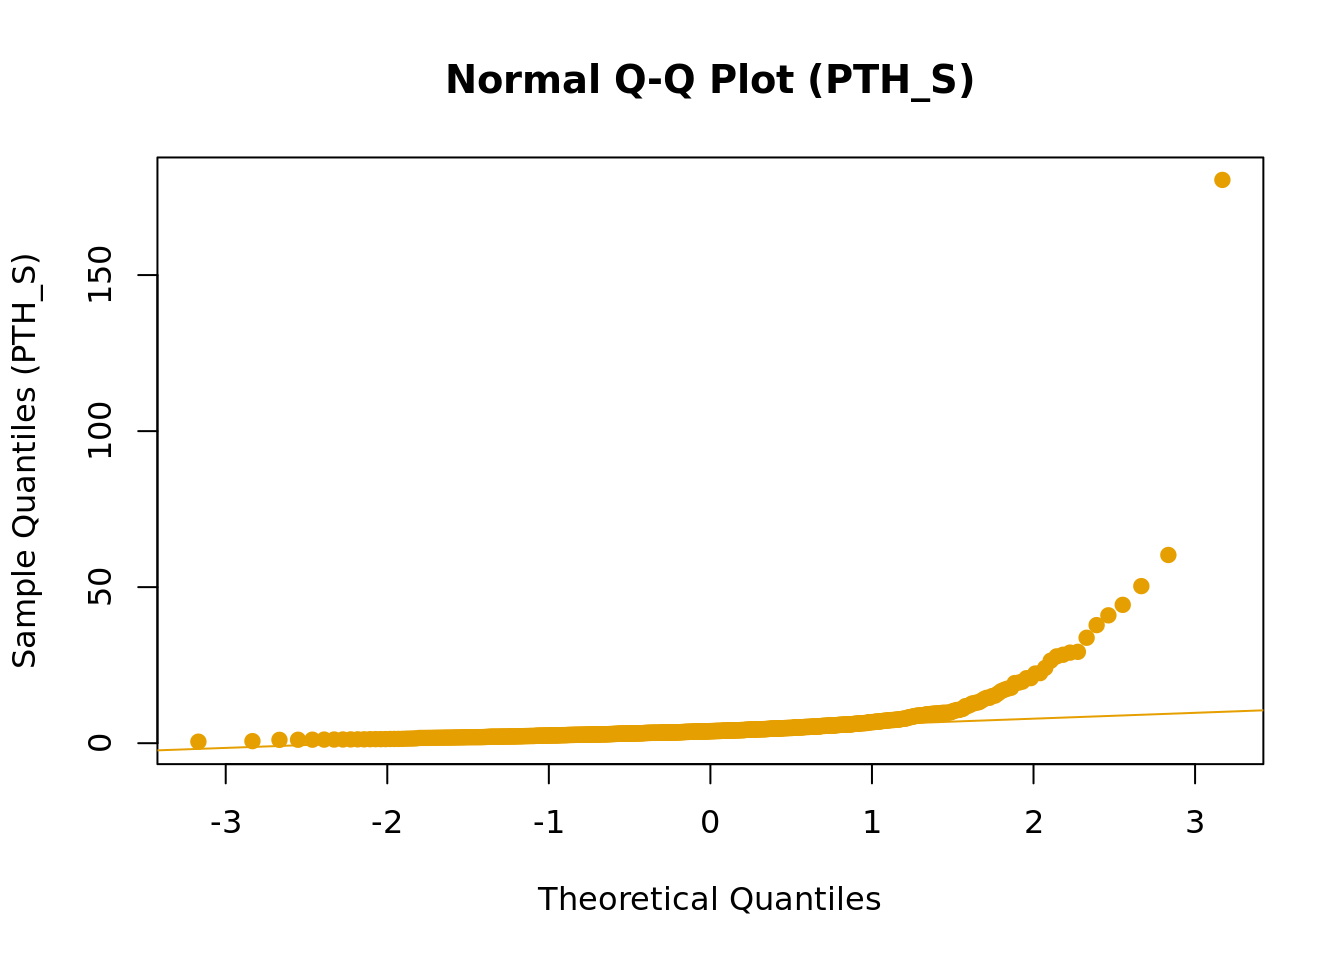 Normal Q-Q Plot (PTH_S)
Sample Quantiles (PTH_S)
150
100
50
0
-3 -2 -1 0 1 2 3
Theoretical Quantiles